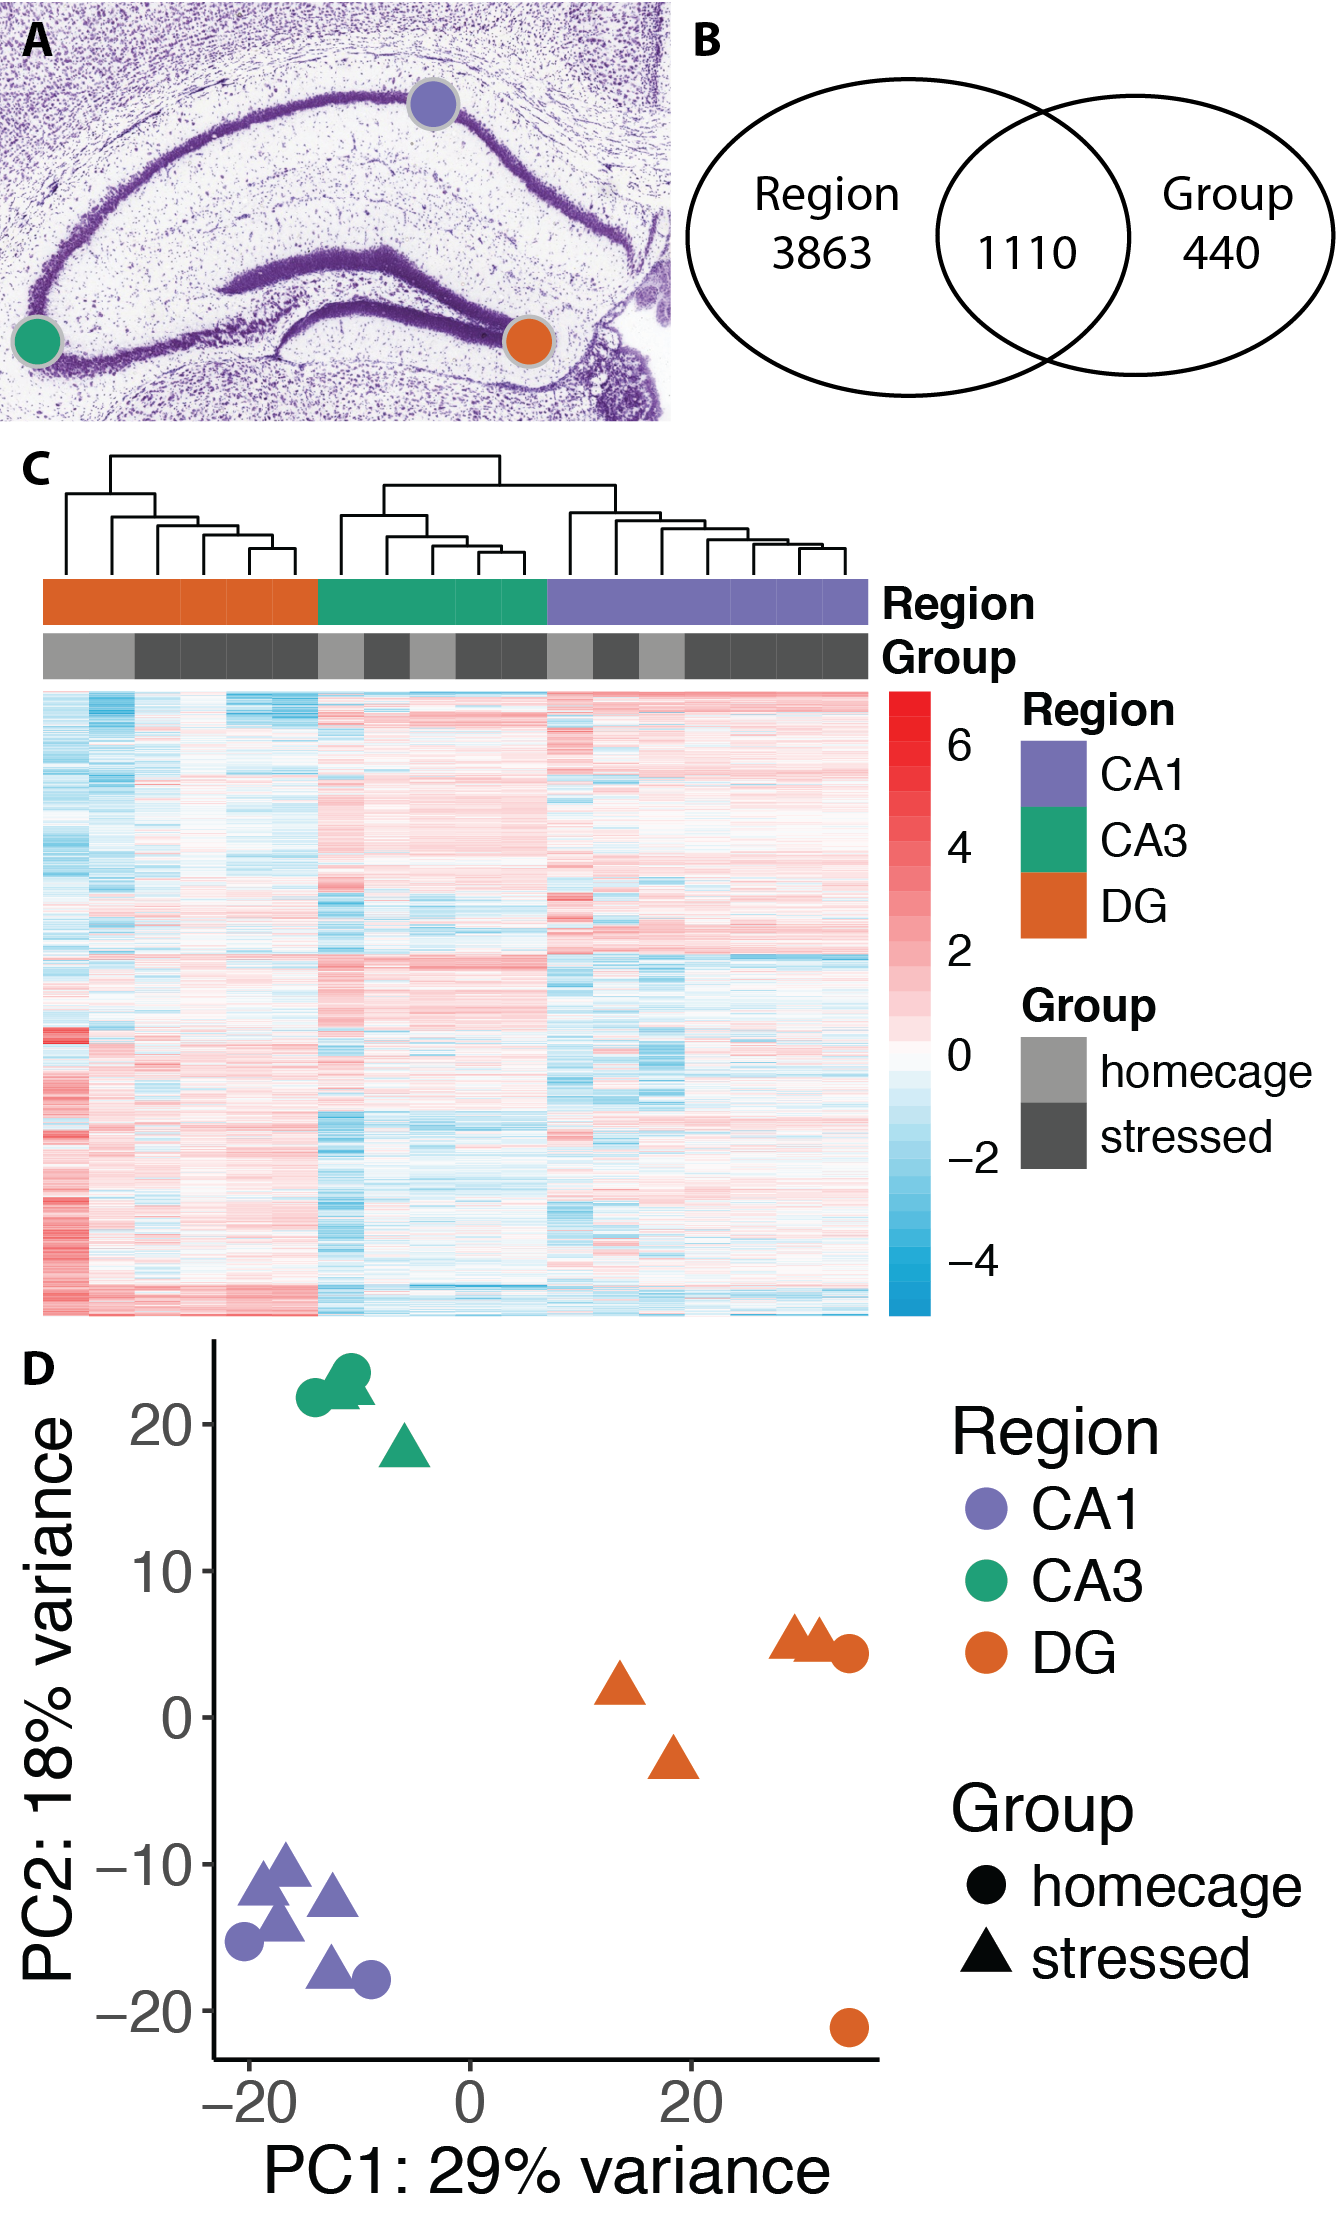 A
B
Region
3863
1110
Group
440
C
Region
Group
6
4
2
0
−2
−4
Region
CA1
CA3
DG
Group
homecage
stressed
D
PC2: 18% variance
20
10
0
−10
−20
−20
0
20
PC1: 29% variance
Region
CA1
CA3
DG
Group
homecage
stressed